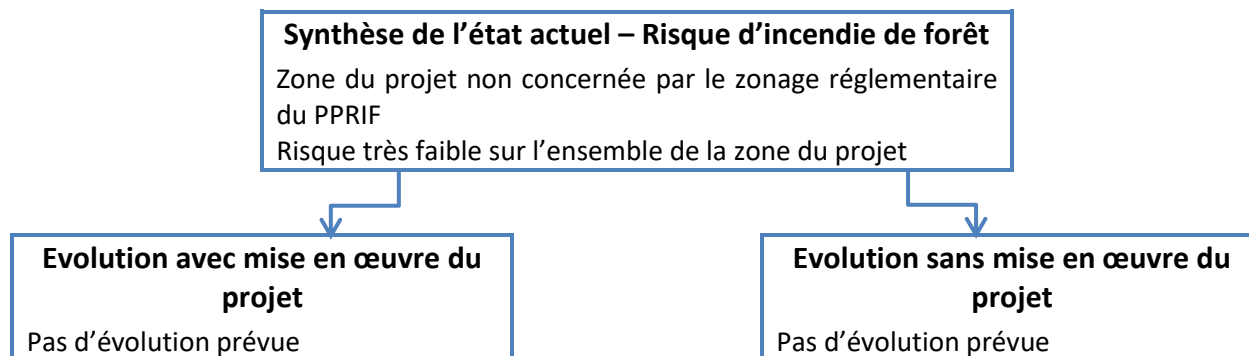 Synthèse de l’état actuel – Risque d’incendie de forêt
Zone du projet non concernée par le zonage réglementaire
du PPRIF
Risque très faible sur l’ensemble de la zone du projet
Evolution avec mise en œuvre du
projet
Pas d’évolution prévue
Evolution sans mise en œuvre du
projet
Pas d’évolution prévue